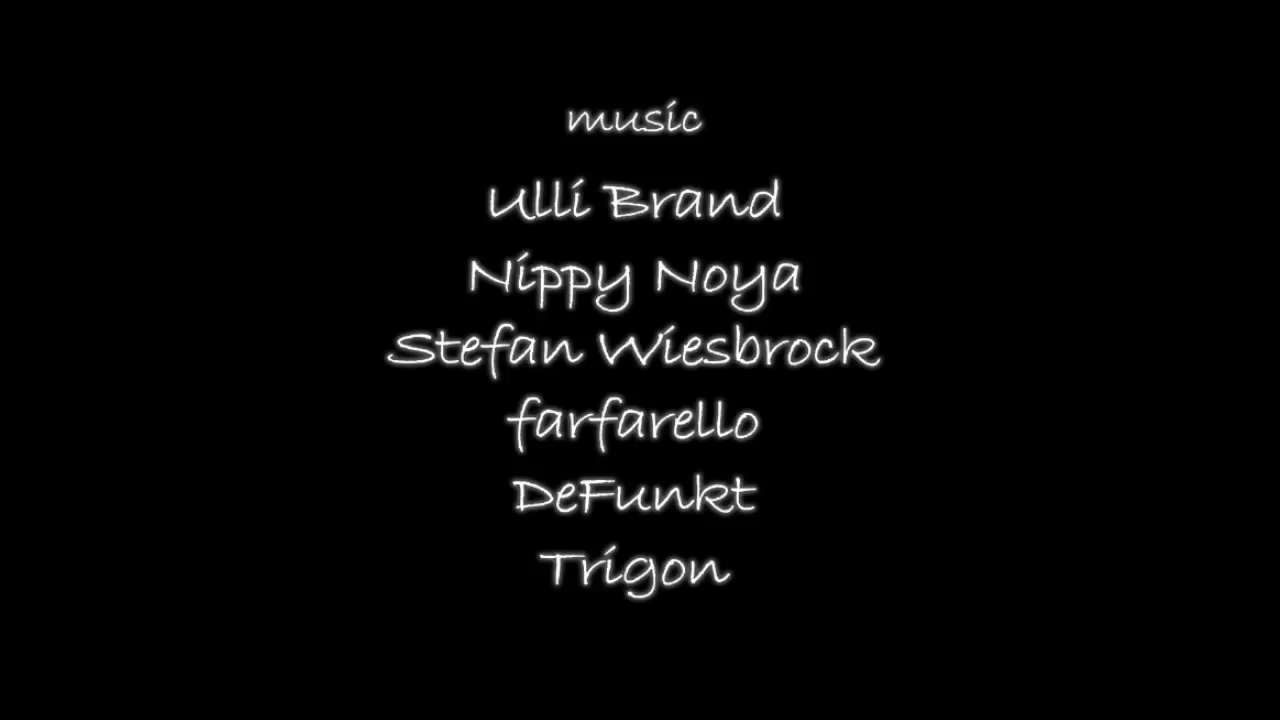 music
Ulli Brand
Nippy Noya
Stefan Wiesbrock
farfarello
DeFunkt
Trigon